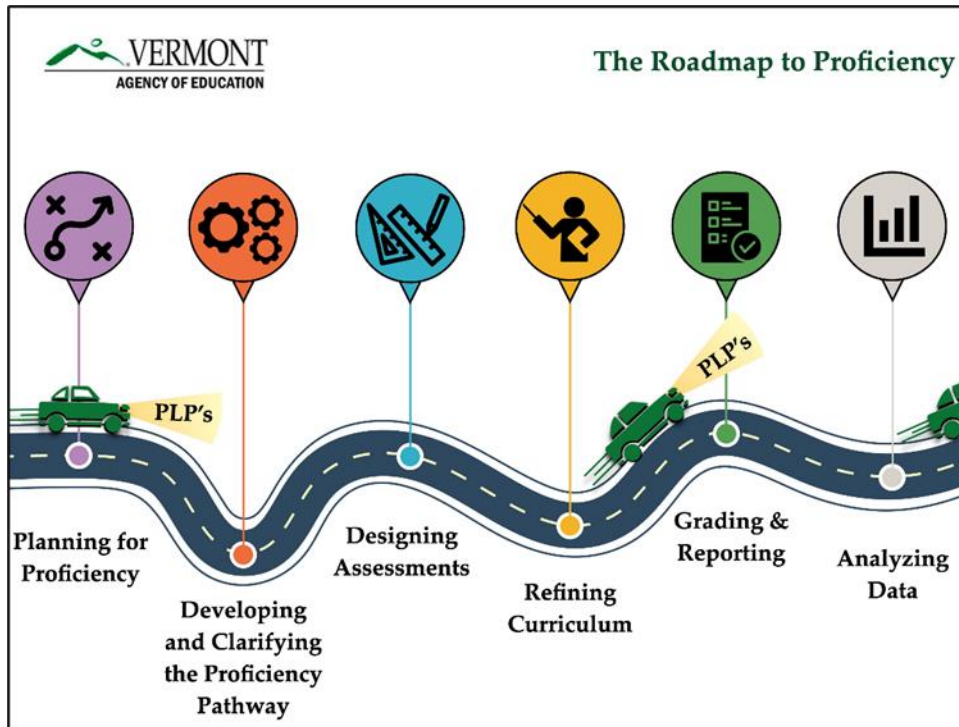 VERMONT
AGENCY OF EDUCATION
The Roadmap to Proficiency
PLP's
PLP's
Planning for
Proficiency
Developing
and Clarifying
the Proficiency
Pathway
Designing
Assessments
Refining
Curriculum
Grading &
Reporting
Analyzing
Data